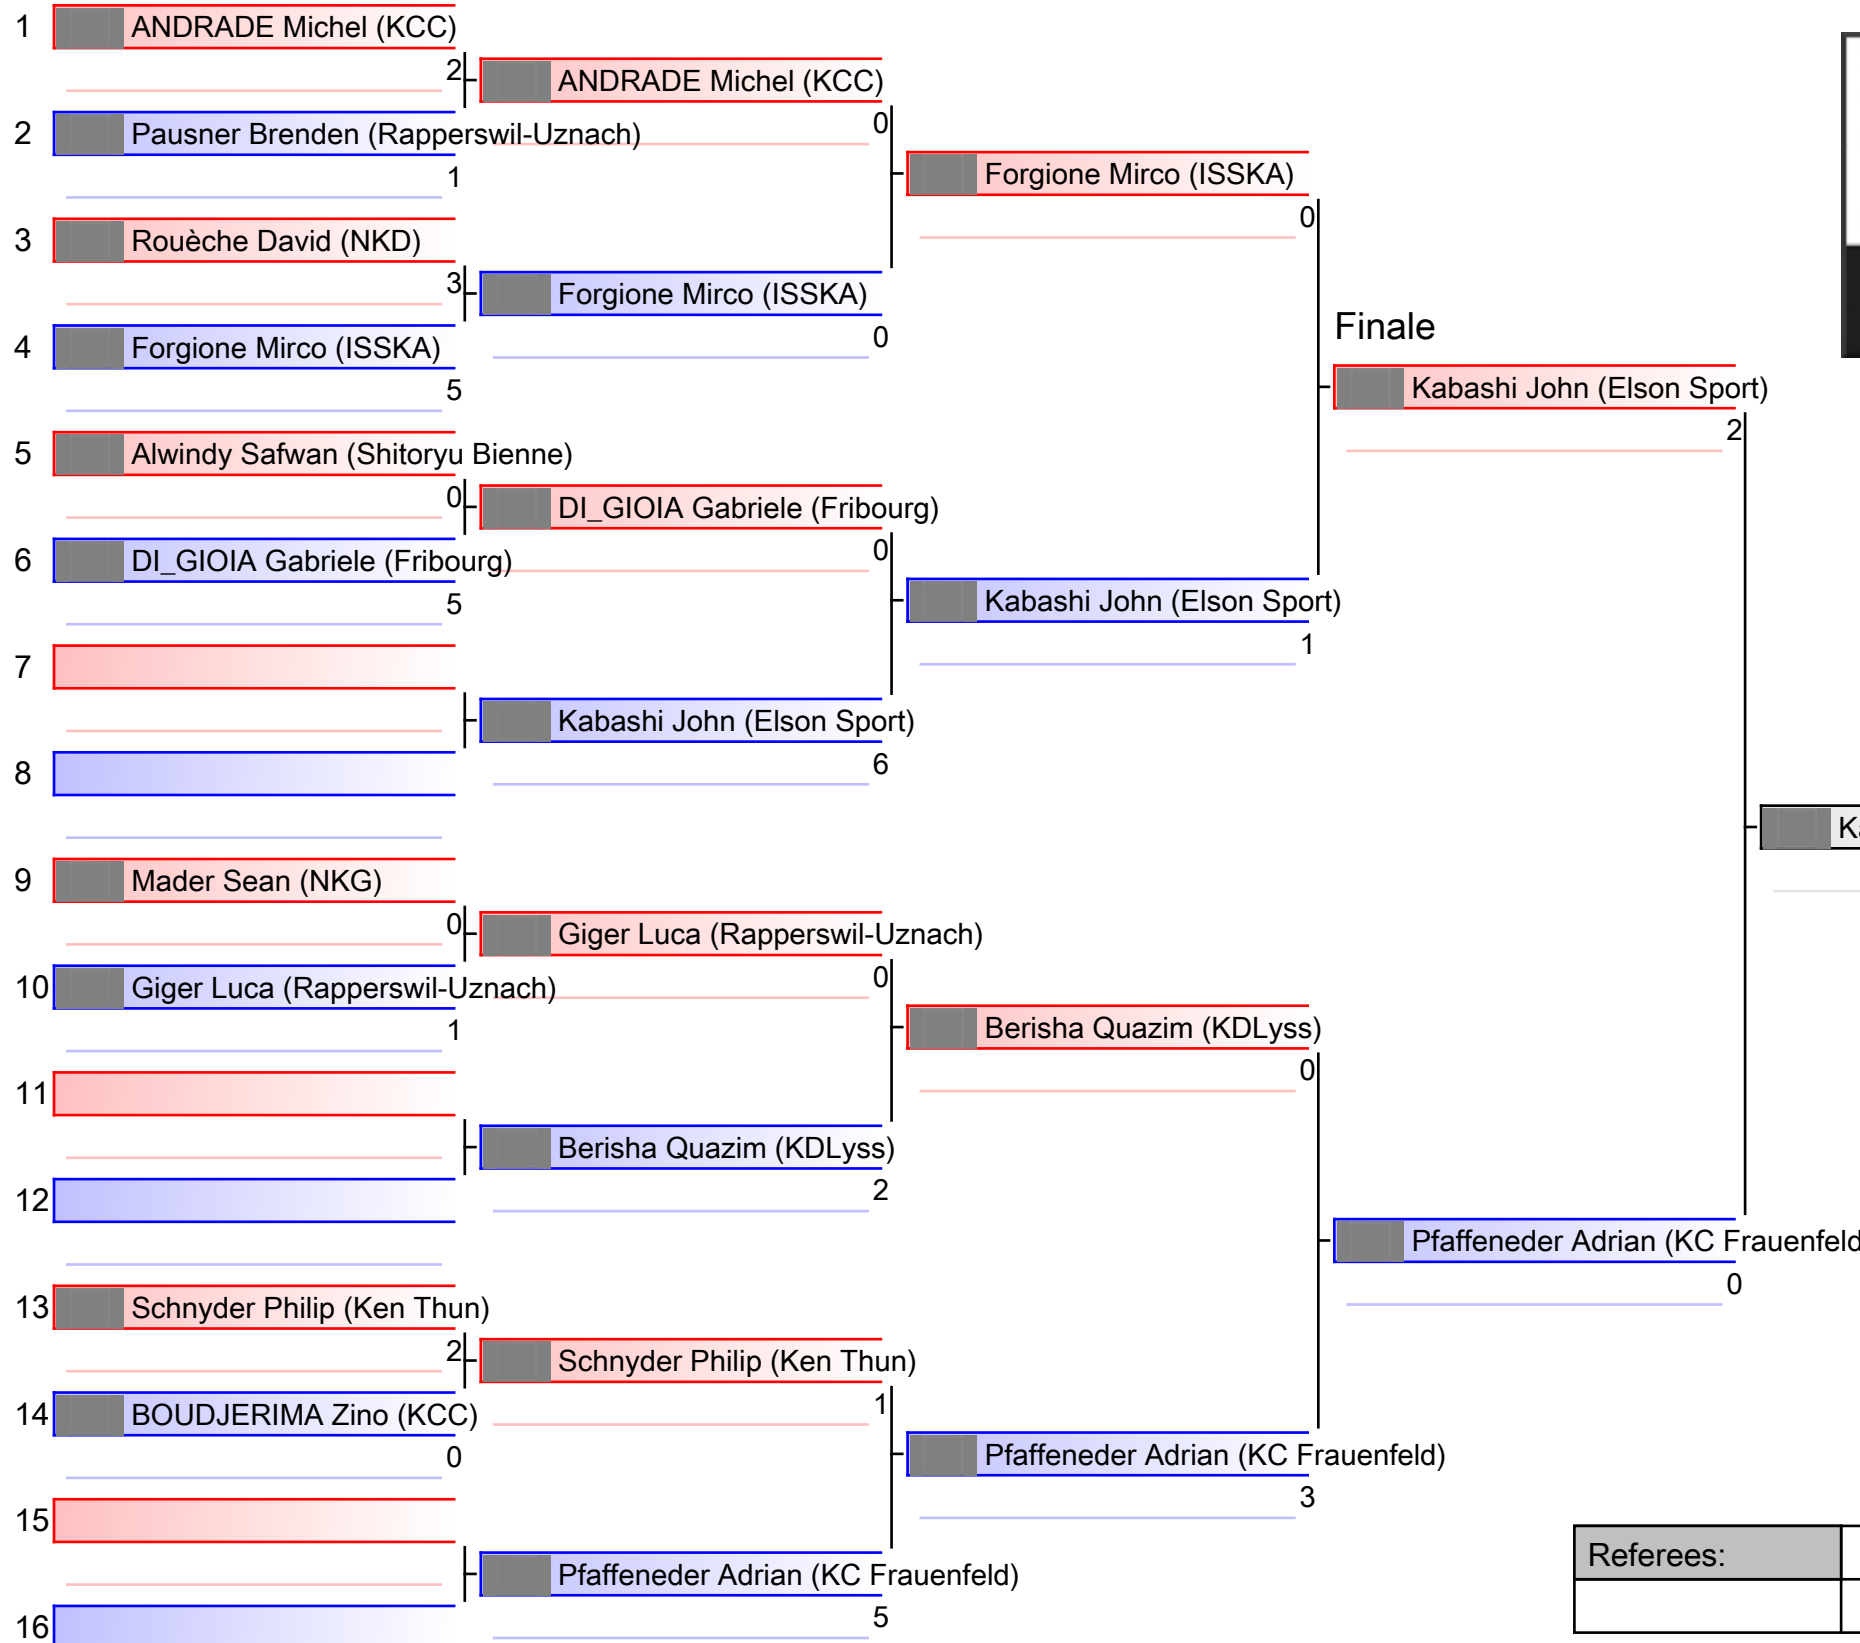 1 ANDRADE Michel (KCC)
2 ANDRADE Michel (KCC)
2 Pausner Brenden (Rapperswil-Uznach) 0
1 Forgione Mirco (ISSKA)
0
3 Rouèche David (NKD)
3 Forgione Mirco (ISSKA)
4 Forgione Mirco (ISSKA) 0
5
Finale
Kabashi John (Elson Sport)
2
5 Alwindy Safwan (Shitoryu Bienne)
0 DI_GIOIA Gabriele (Fribourg)
6 DI_GIOIA Gabriele (Fribourg) 0
5 Kabashi John (Elson Sport)
1
7
Kabashi John (Elson Sport)
8 6
Ka
9 Mader Sean (NKG)
0 Giger Luca (Rapperswil-Uznach)
10 Giger Luca (Rapperswil-Uznach) 0
1 Berisha Quazim (KDLyss)
0
11
Berisha Quazim (KDLyss)
12 2
Pfaffeneder Adrian (KC Frauenfeld
0
13 Schnyder Philip (Ken Thun)
2 Schnyder Philip (Ken Thun)
14 BOUDJERIMA Zino (KCC) 1
0 Pfaffeneder Adrian (KC Frauenfeld)
3
15
Referees:
Pfaffeneder Adrian (KC Frauenfeld)
16 5